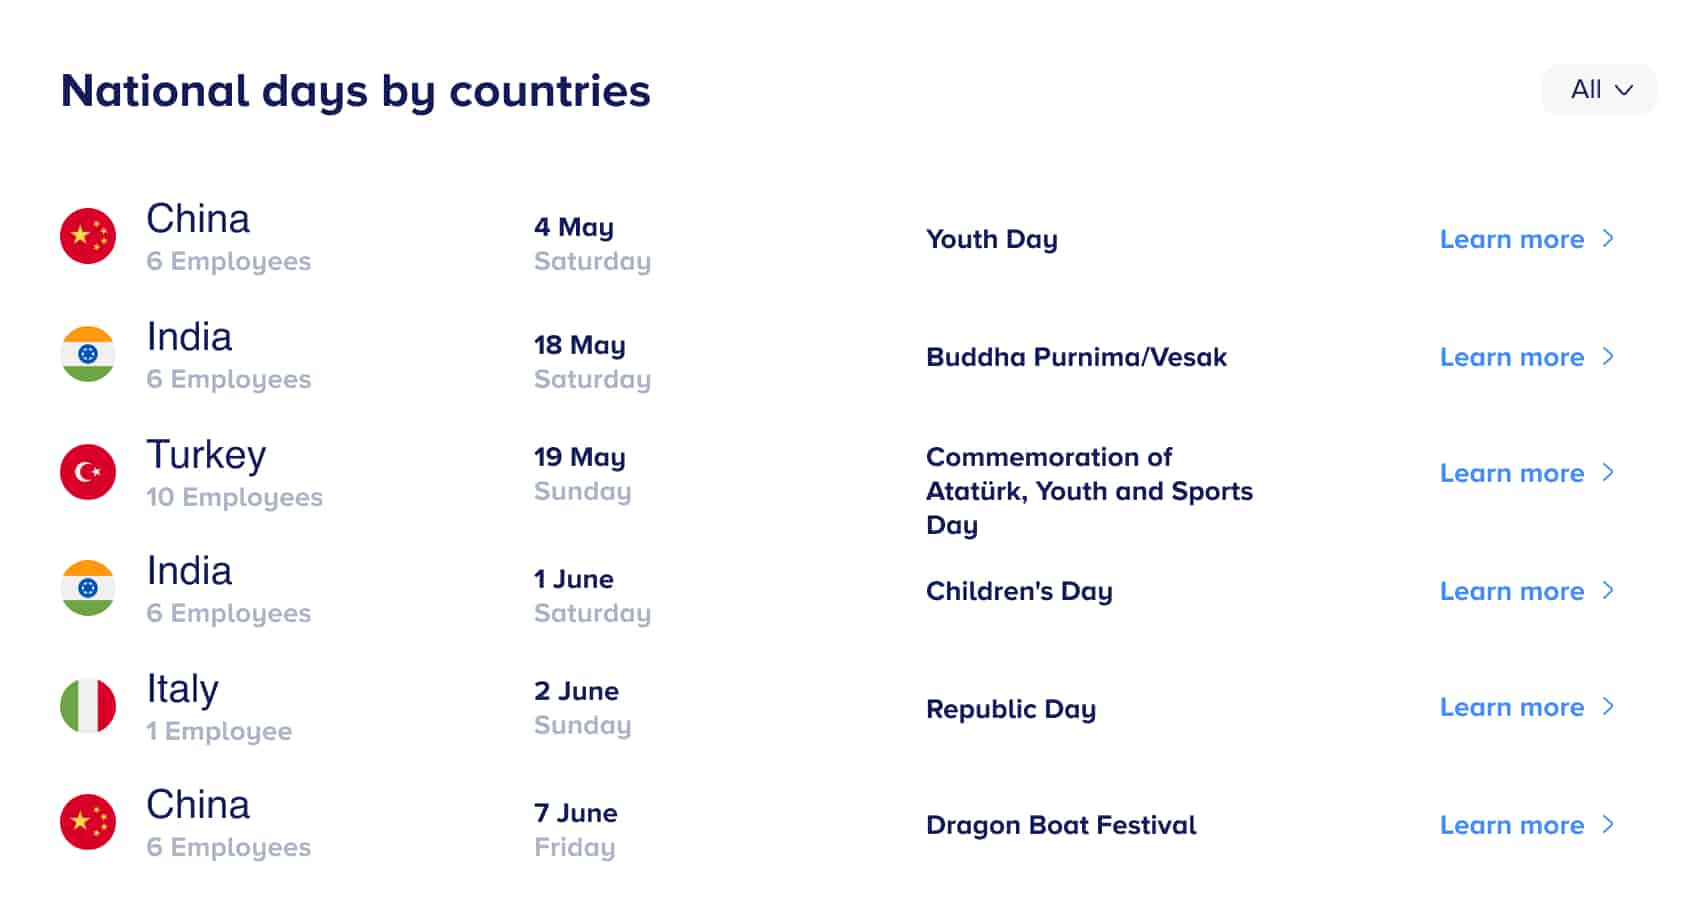 National days by countries
All
China
6 Employees
4 May
Saturday
Youth Day
Learn more
India
6 Employees
18 May
Saturday
Buddha Purnima/Vesak
Learn more
Turkey
10 Employees
19 May
Sunday
Commemoration of
Atatürk, Youth and Sports
Day
Learn more
India
6 Employees
1 June
Saturday
Children's Day
Learn more
Italy
1 Employee
2 June
Sunday
Republic Day
Learn more
China
6 Employees
7 June
Friday
Dragon Boat Festival
Learn more